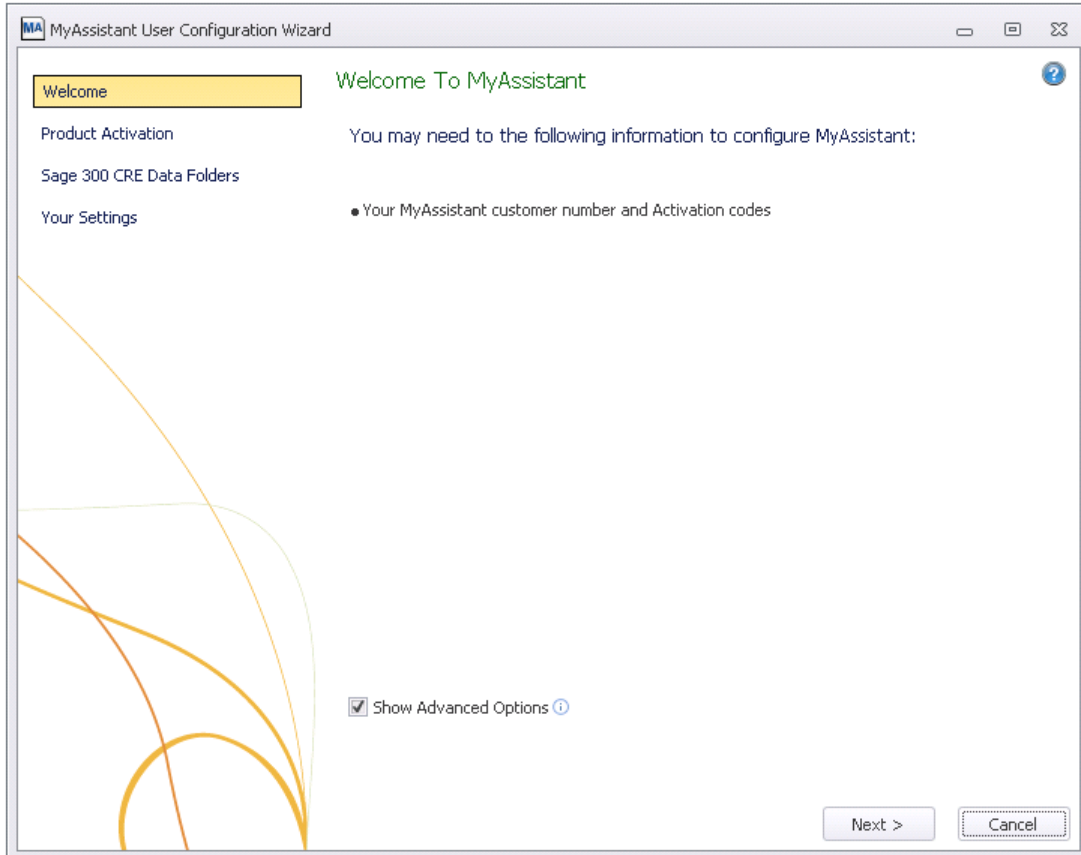 MA MyAssistant User Configuration Wizard
Welcome
Product Activation
Sage 300 CRE Data Folders
Your Settings
Welcome To MyAssistant
?
You may need to the following information to configure MyAssistant:
● Your MyAssistant customer number and Activation codes
Show Advanced Options i
Next >
Cancel